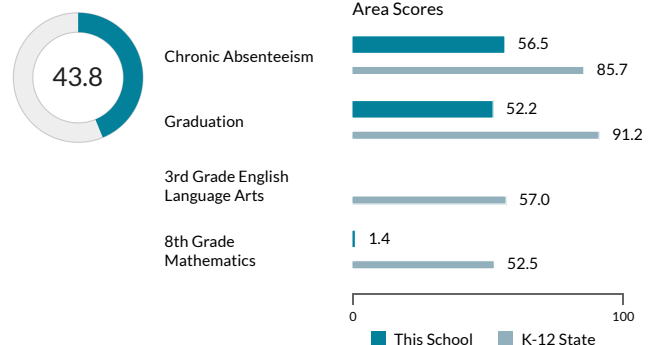 Area Scores
43.8
Chronic Absenteeism
56.5
85.7
Graduation
52.2
91.2
3rd Grade English
Language Arts
57.0
8th Grade
Mathematics
1.4
52.5
0
100
This School
K-12 State